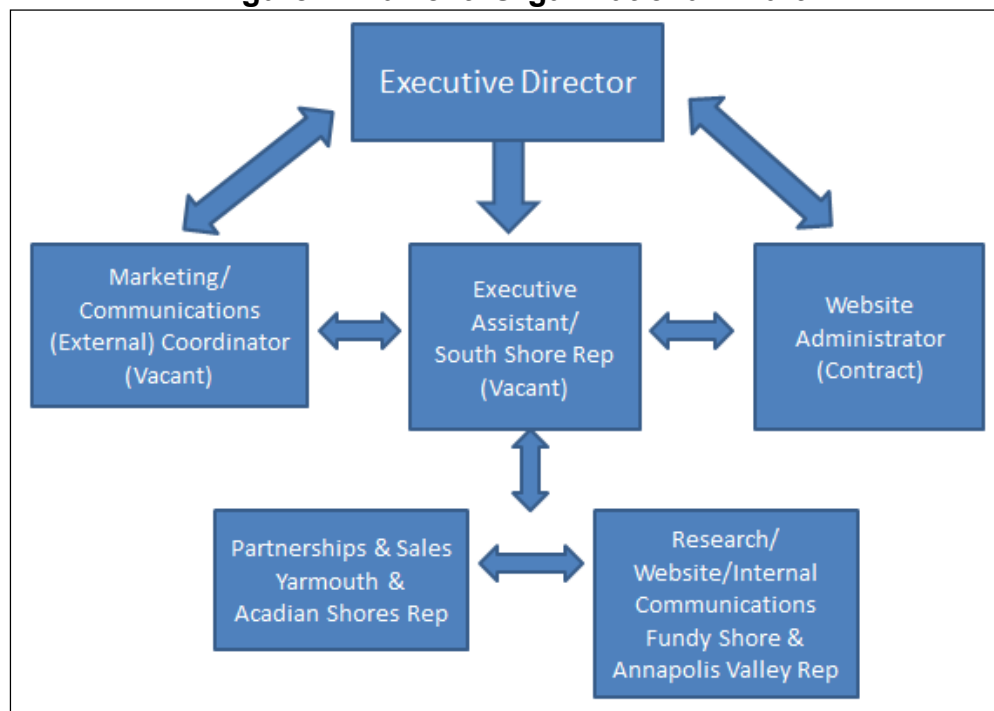 Executive Director
Marketing/
Communications
(External) Coordinator
(Vacant)
Executive
Assistant/
South Shore Rep
(Vacant)
Website
Administrator
(Contract)
Partnerships & Sales
Yarmouth &
Acadian Shores Rep
Research/
Website/Internal
Communications
Fundy Shore &
Annapolis Valley Rep